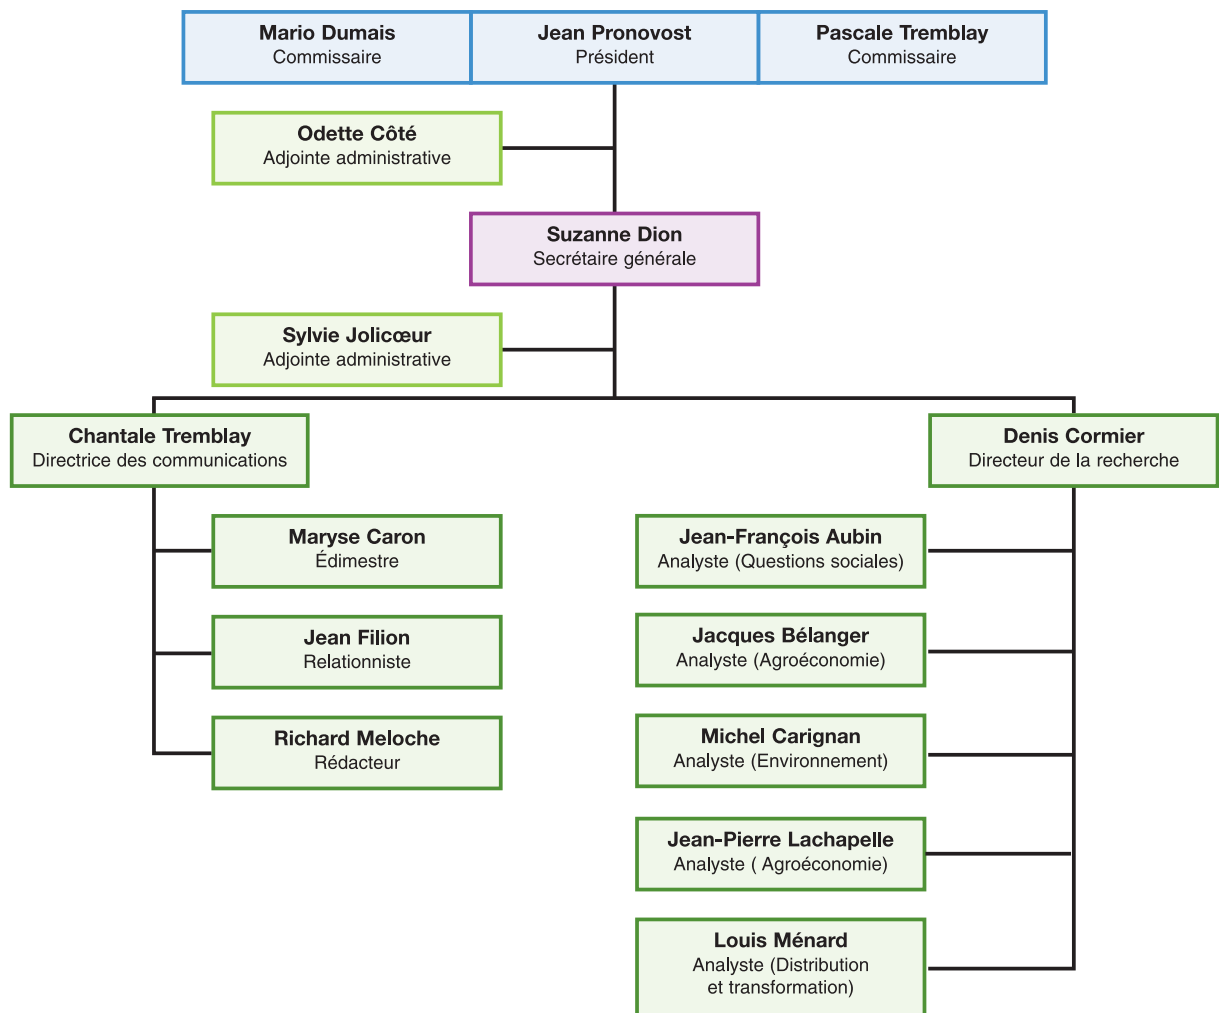 Mario Dumais
Commissaire
Jean Pronovost
Président
Pascale Tremblay
Commissaire
Odette Côté
Adjointe administrative
Suzanne Dion
Secrétaire générale
Sylvie Jolicœur
Adjointe administrative
Chantale Tremblay
Directrice des communications
Denis Cormier
Directeur de la recherche
Maryse Caron
Édimestre
Jean Filion
Relationniste
Richard Meloche
Rédacteur
Jean-François Aubin
Analyste (Questions sociales)
Jacques Bélanger
Analyste (Agroéconomie)
Michel Carignan
Analyste (Environnement)
Jean-Pierre Lachapelle
Analyste ( Agroéconomie)
Louis Ménard
Analyste (Distribution
et transformation)